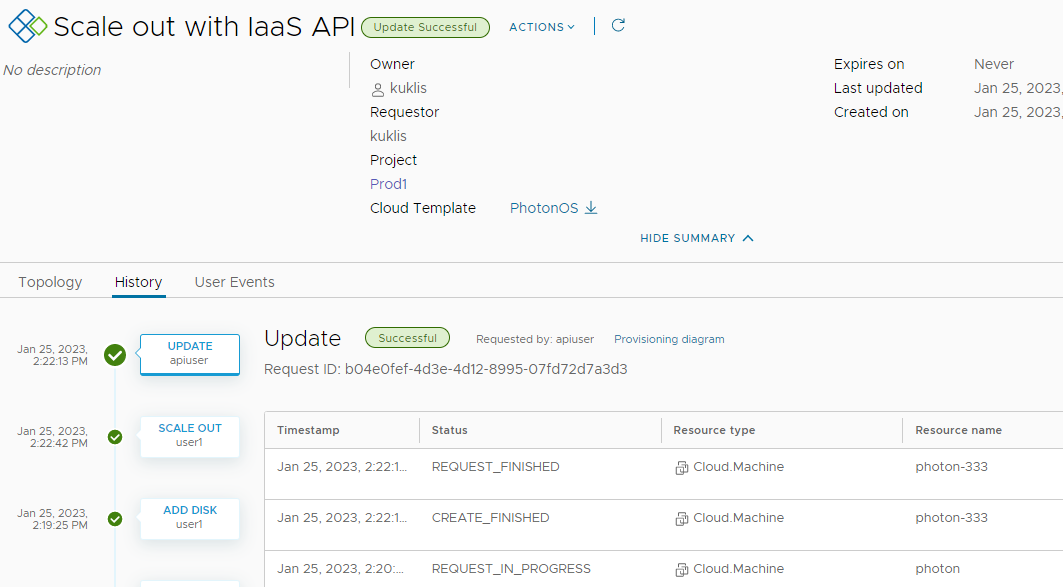 Scale out with IaaS API Update Successful ACTIONS
No description
Owner
kuklis
Requestor
kuklis
Project
Prod1
Cloud Template PhotonOS
Expires on Never
Last updated Jan 25, 2023,
Created on Jan 25, 2023,
HIDE SUMMARY
Topology History User Events
Jan 25, 2023,
2:22:13 PM
UPDATE
apiuser
Jan 25, 2023,
2:22:42 PM
SCALE OUT
user1
Jan 25, 2023,
2:19:25 PM
ADD DISK
user1
Update Successful Requested by: apiuser Provisioning diagram
Request ID: b04e0fef-4d3e-4d12-8995-07fd72d7a3d3
Timestamp Status Resource type Resource name
Jan 25, 2023, 2:22:1... REQUEST_FINISHED Cloud.Machine photon-333
Jan 25, 2023, 2:22:1... CREATE_FINISHED Cloud.Machine photon-333
Jan 25, 2023, 2:20:... REQUEST_IN_PROGRESS Cloud.Machine photon